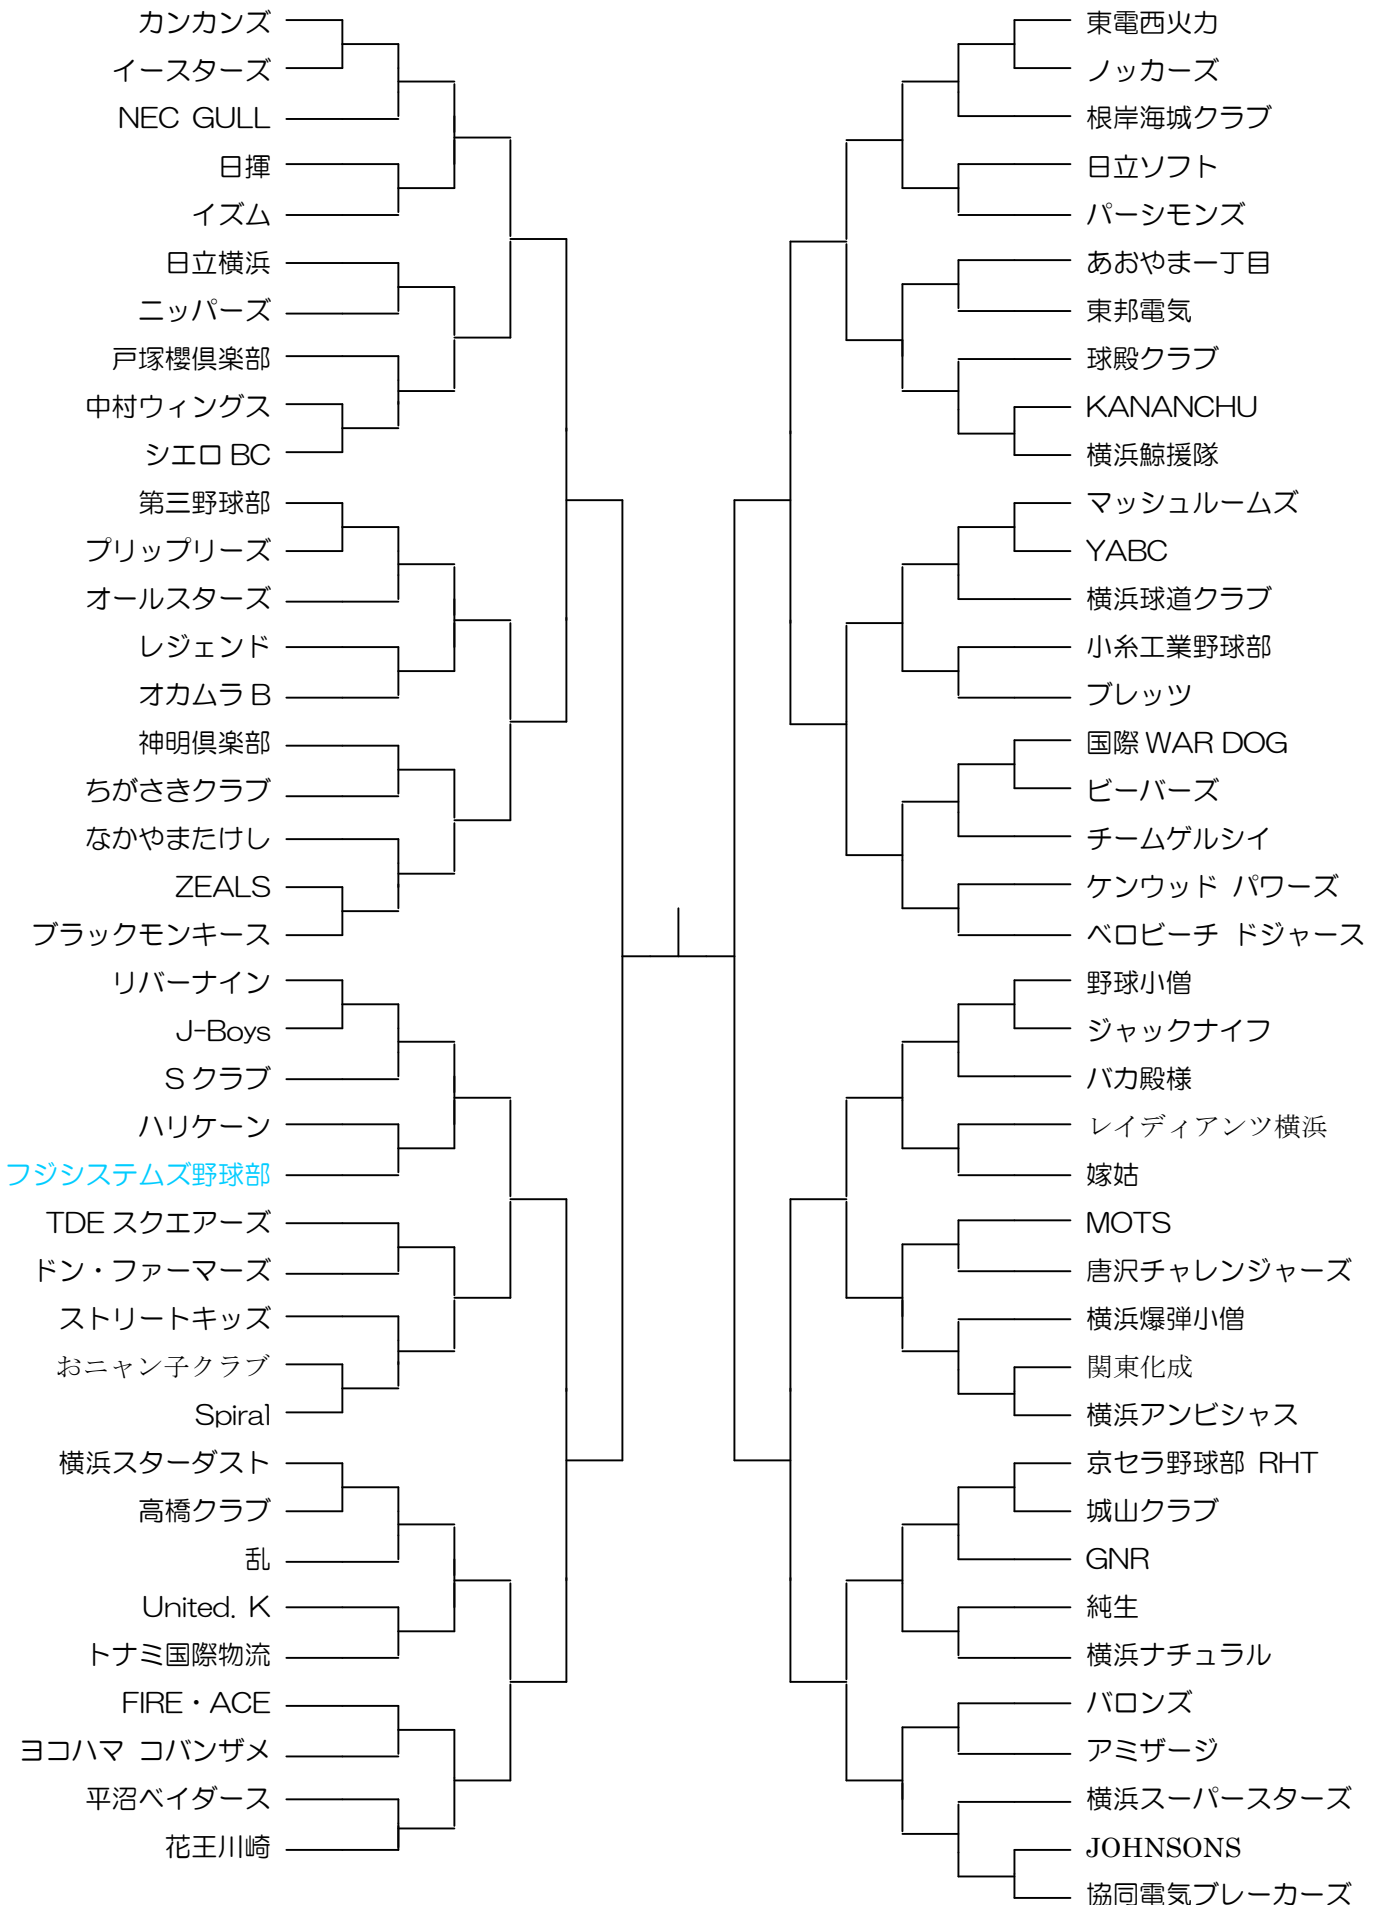 カンカンズ
イースターズ
NEC GULL
日揮
イズム
日立横浜
ニッパーズ
戸塚櫻倶楽部
中村ウィングス
シエロ BC
第三野球部
プリップリーズ
オールスターズ
レジェンド
オカムラ B
神明倶楽部
ちがさきクラブ
なかやまたけし
ZEALS
ブラックモンキース
リバーナイン
J-Boys
S クラブ
ハリケーン
フジシステムズ野球部
TDE スクエアーズ
ドン・ファーマーズ
ストリートキッズ
おニャン子クラブ
Spiral
横浜スターダスト
高橋クラブ
乱
United. K
トナミ国際物流
FIRE・ACE
ヨコハマ コバンザメ
平沼ベイダース
花王川崎
東電西火力
ノッカーズ
根岸海城クラブ
日立ソフト
パーシモンズ
あおやま一丁目
東邦電気
球殿クラブ
KANANCHU
横浜鯨援隊
マッシュルームズ
YABC
横浜球道クラブ
小糸工業野球部
ブレッツ
国際 WAR DOG
ビーバーズ
チームゲルシイ
ケンウッド パワーズ
ベロビーチ ドジャース
野球小僧
ジャックナイフ
バカ殿様
レイディアンツ横浜
嫁姑
MOTS
唐沢チャレンジャーズ
横浜爆弾小僧
関東化成
横浜アンビシャス
京セラ野球部 RHT
城山クラブ
GNR
純生
横浜ナチュラル
バロンズ
アミザージ
横浜スーパースターズ
JOHNSONS
協同電気ブレーカーズ